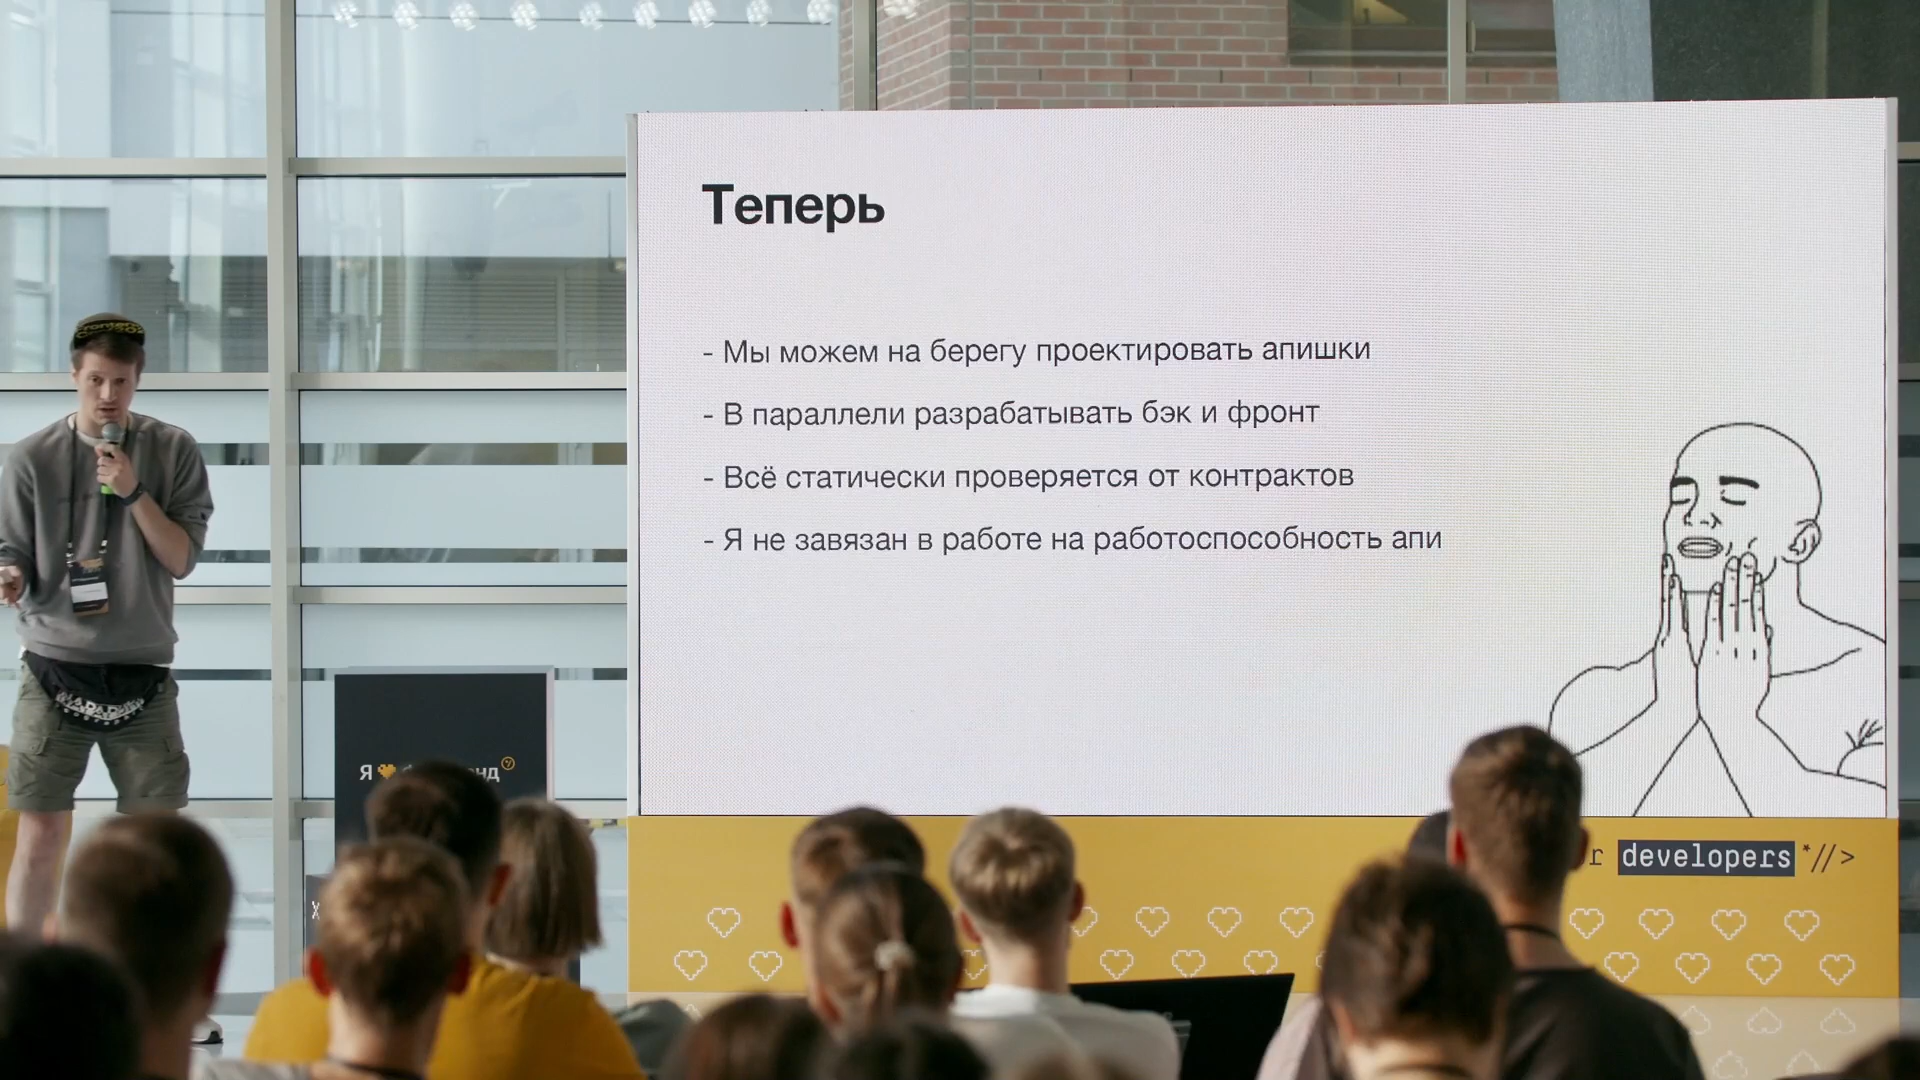 Теперь
- Мы можем на берегу проектировать апишки
- В параллели разрабатывать бэк и фронт
- Всё статически проверяется от контрактов
- Я не завязан в работе на работоспособность апи
Я
developers *//>